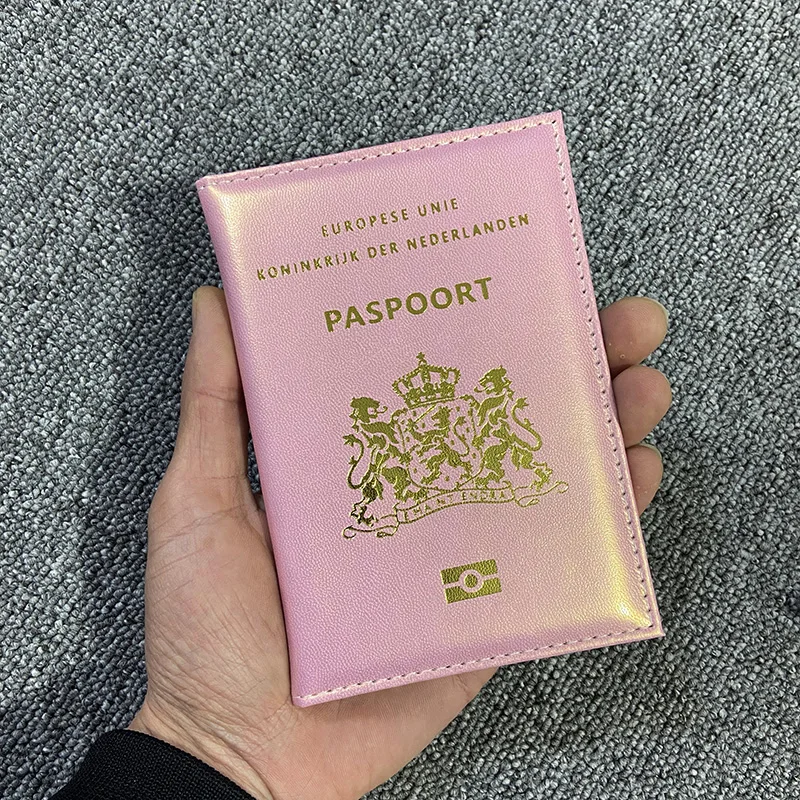 EUROPESE UNIE
KONINKRIJK DER NEDERLANDEN
PASPOORT